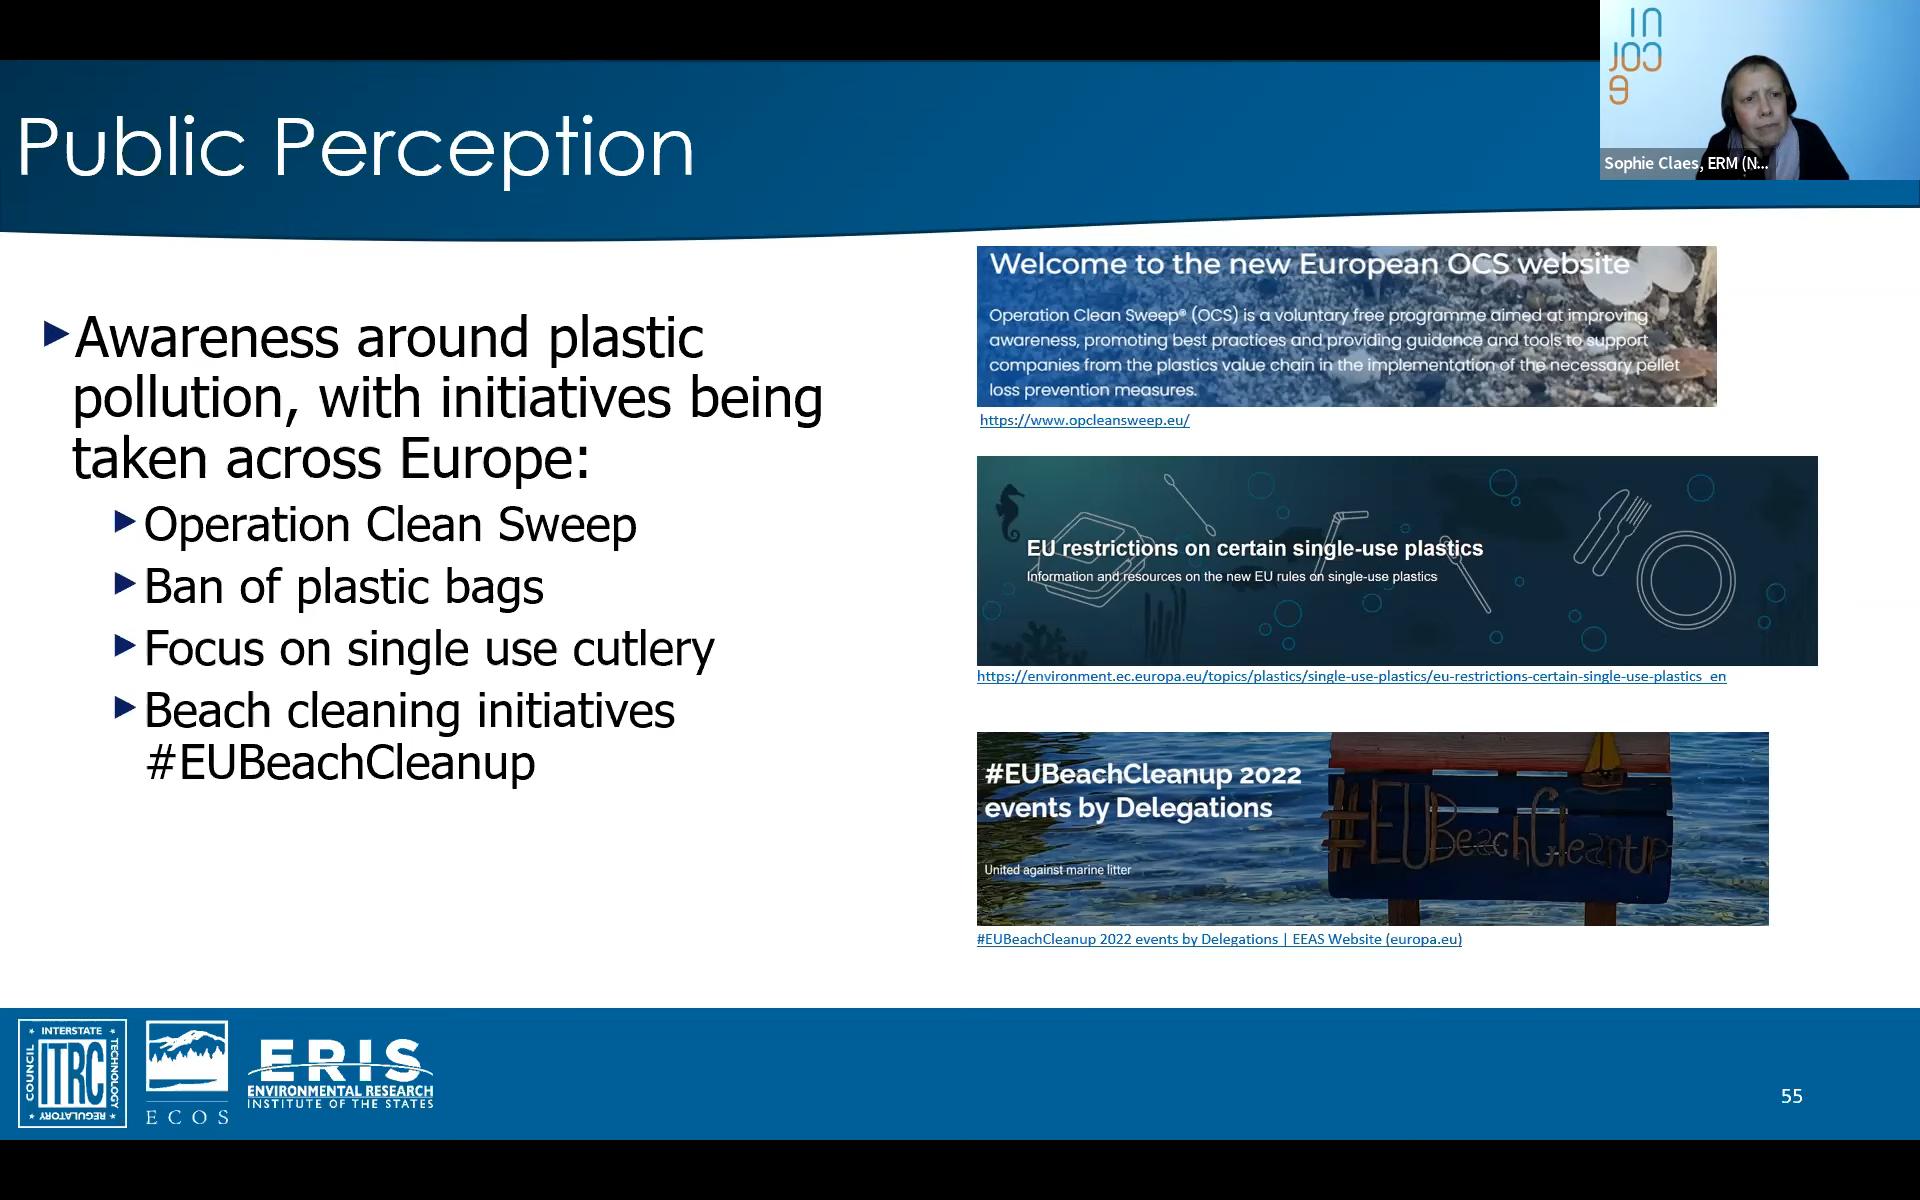 IN
JOC
e
Sophie Claes, ERM (N...
Public Perception
Awareness around plastic
pollution, with initiatives being
taken across Europe:
Operation Clean Sweep
Ban of plastic bags
Focus on single use cutlery
Beach cleaning initiatives
#EUBeachCleanup
Welcome to the new European OCS website
Operation Clean Sweep® (OCS) is a voluntary free programme aimed at improving
awareness, promoting best practices and providing guidance and tools to support
companies from the plastics value chain in the implementation of the necessary pellet
loss prevention measures.
https://www.opcleansweep.eu/
EU restrictions on certain single-use plastics
Information and resources on the new EU rules on single-use plastics
https://environment.ec.europa.eu/topics/plastics/single-use-plastics/eu-restrictions-certain-single-use-plastics_en
#EUBeachCleanup 2022
events by Delegations
United against marine litter
#EUBeachCleanup
#EUBeachCleanup 2022 events by Delegations | EEAS Website (europa.eu)
INTERSTATE
TECHNOLOGY
REGULATORY
COUNCIL
ITRC
ECOS
ERIS
ENVIRONMENTAL RESEARCH
INSTITUTE OF THE STATES
55